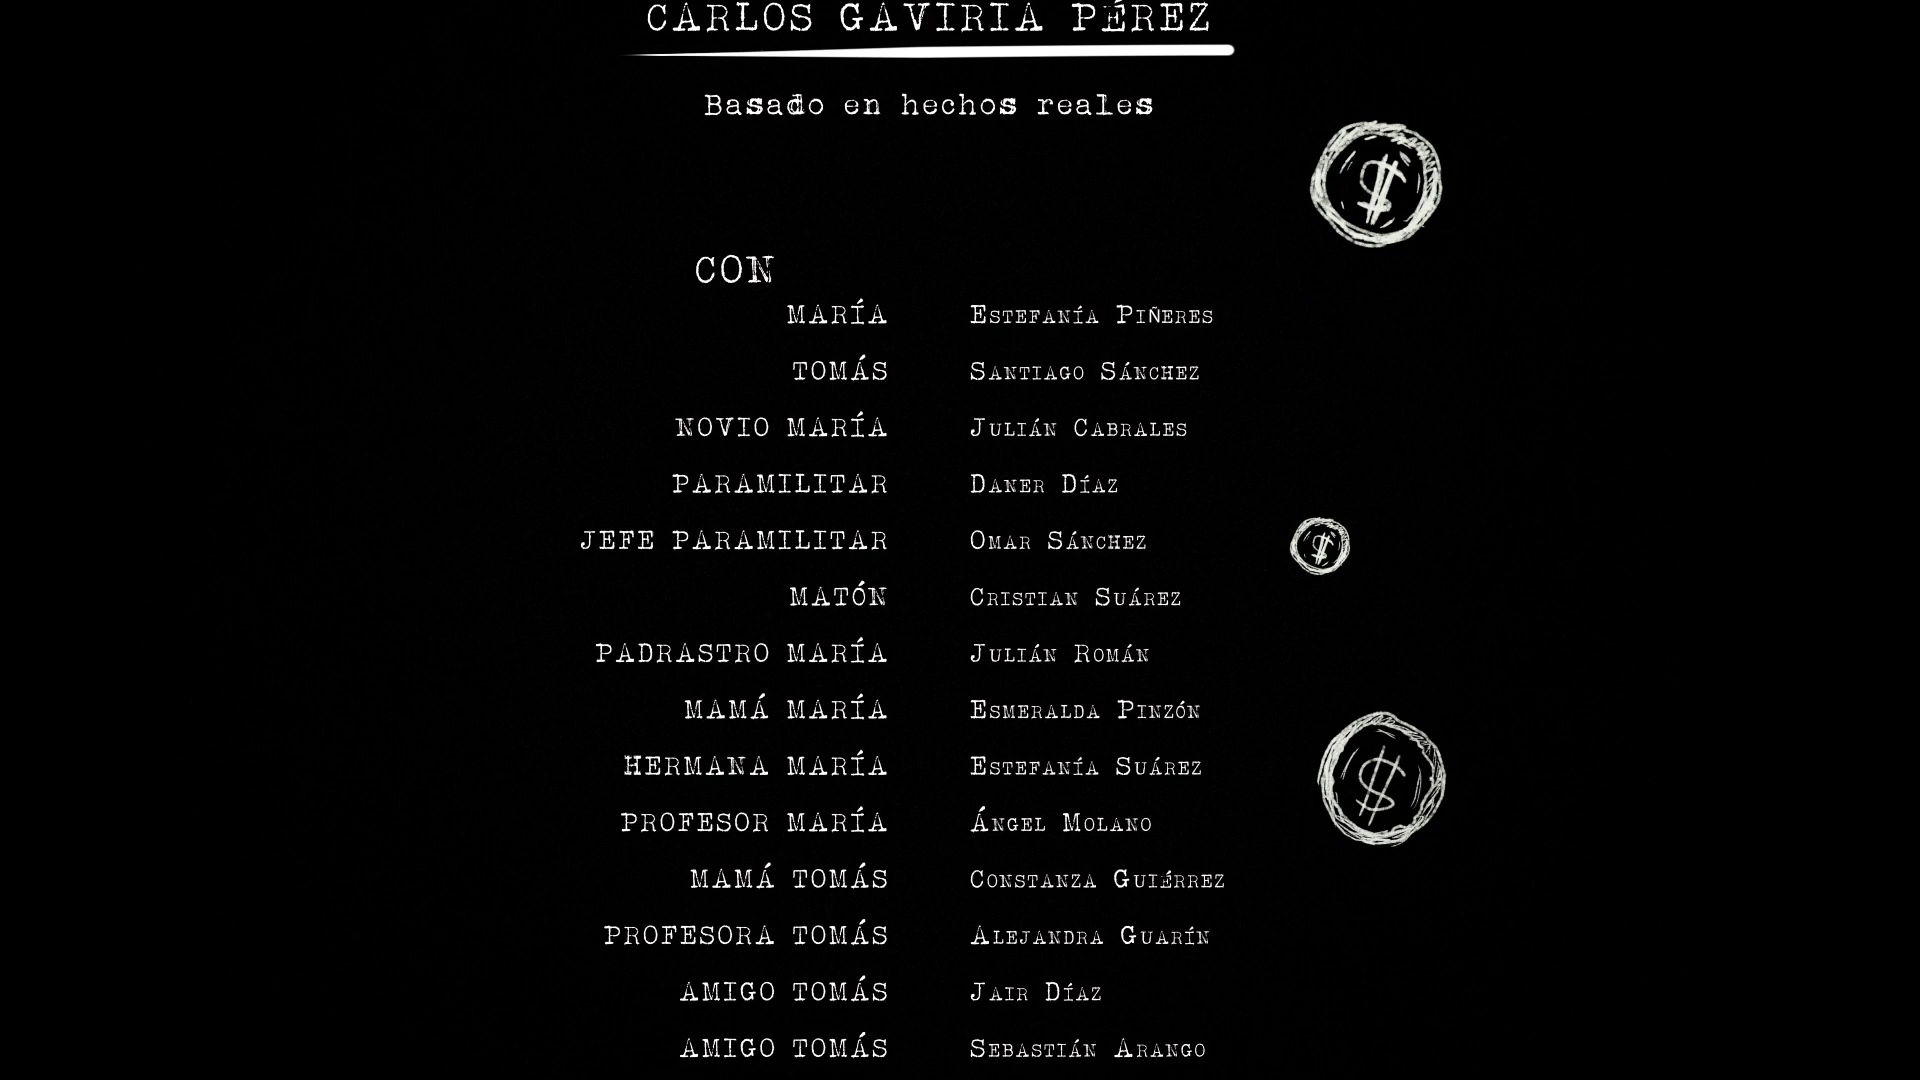 CARLOS GAVIRIA PÉREZ
Basado en hechos reales
CON
MARÍA Estefanía Piñeres
TOMÁS Santiago Sánchez
NOVIO MARÍA Julián Cabrales
PARAMILITAR Daner Díaz
JEFE PARAMILITAR Omar Sánchez
MATÓN Cristian Suárez
PADRASTRO MARÍA Julián Román
MAMÁ MARÍA Esmeralda Pinzón
HERMANA MARÍA Estefanía Suárez
PROFESOR MARÍA Ángel Molano
MAMÁ TOMÁS Constanza Guiérrez
PROFESORA TOMÁS Alejandra Guarín
AMIGO TOMÁS Jair Díaz
AMIGO TOMÁS Sebastián Arango
$
$
$